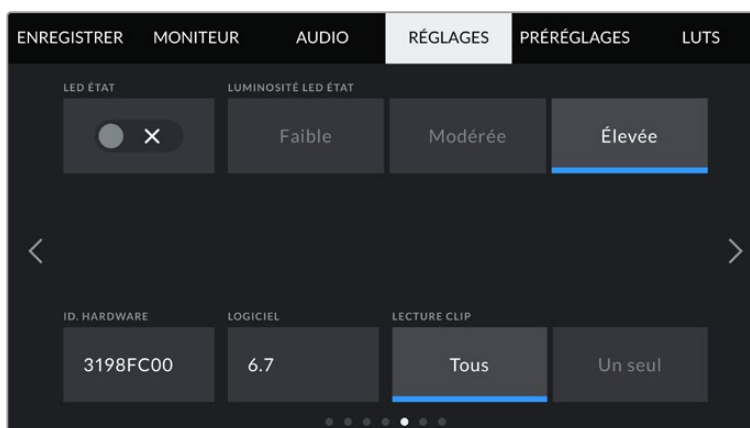 ENREGISTRER MONITEUR AUDIO RÉGLAGES PRÉRÉGLAGES LUTS
LED ÉTAT LUMINOSITÉ LED ÉTAT
Faible Modérée Élevée
ID. HARDWARE LOGICIEL LECTURE CLIP
3198FC00 6.7 Tous Un seul